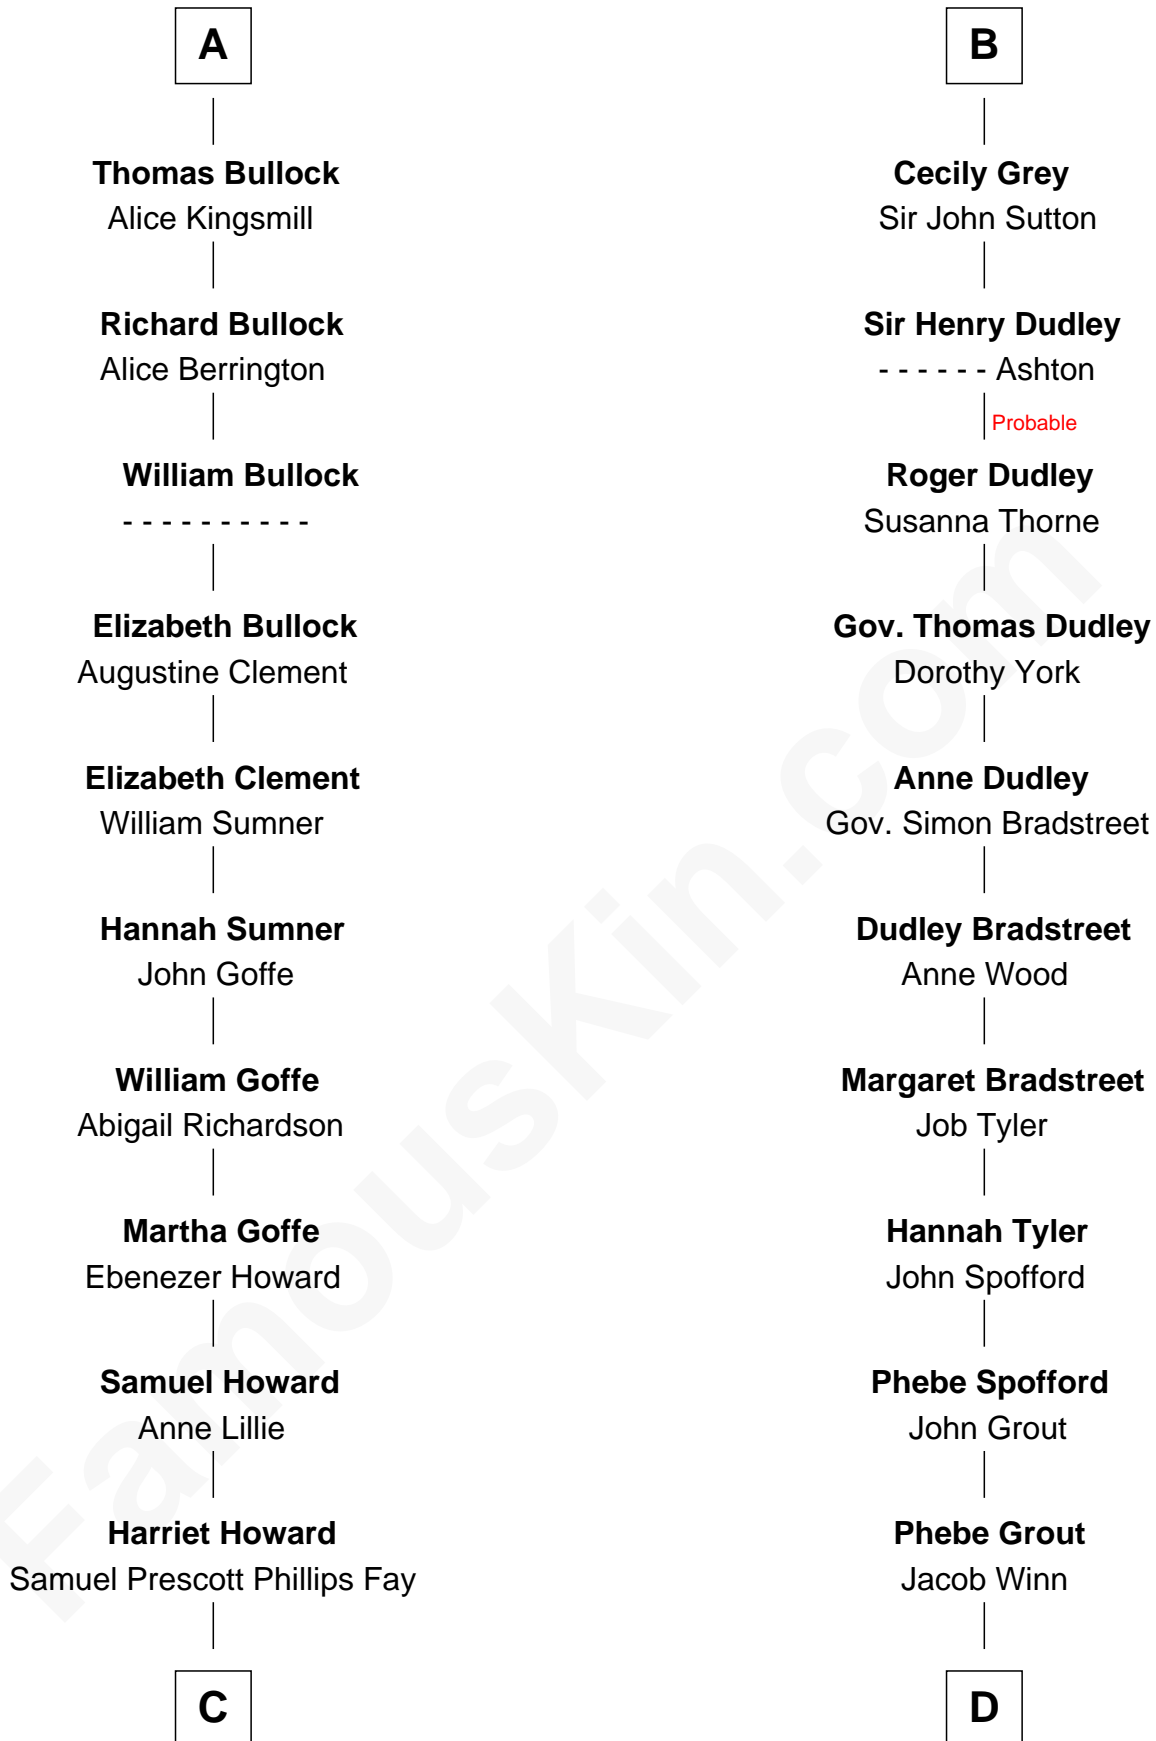 A
Thomas Bullock
Alice Kingsmill
Richard Bullock
Alice Berrington
William Bullock
- - - - - - - - - -
Elizabeth Bullock
Augustine Clement
Elizabeth Clement
William Sumner
Hannah Sumner
John Goffe
William Goffe
Abigail Richardson
Martha Goffe
Ebenezer Howard
Samuel Howard
Anne Lillie
Harriet Howard
Samuel Prescott Phillips Fay
C
B
Cecily Grey
Sir John Sutton
Sir Henry Dudley
- - - - - - Ashton
Probable
Roger Dudley
Susanna Thorne
Gov. Thomas Dudley
Dorothy York
Anne Dudley
Gov. Simon Bradstreet
Dudley Bradstreet
Anne Wood
Margaret Bradstreet
Job Tyler
Hannah Tyler
John Spofford
Phebe Spofford
John Grout
Phebe Grout
Jacob Winn
D
FamousKin.com